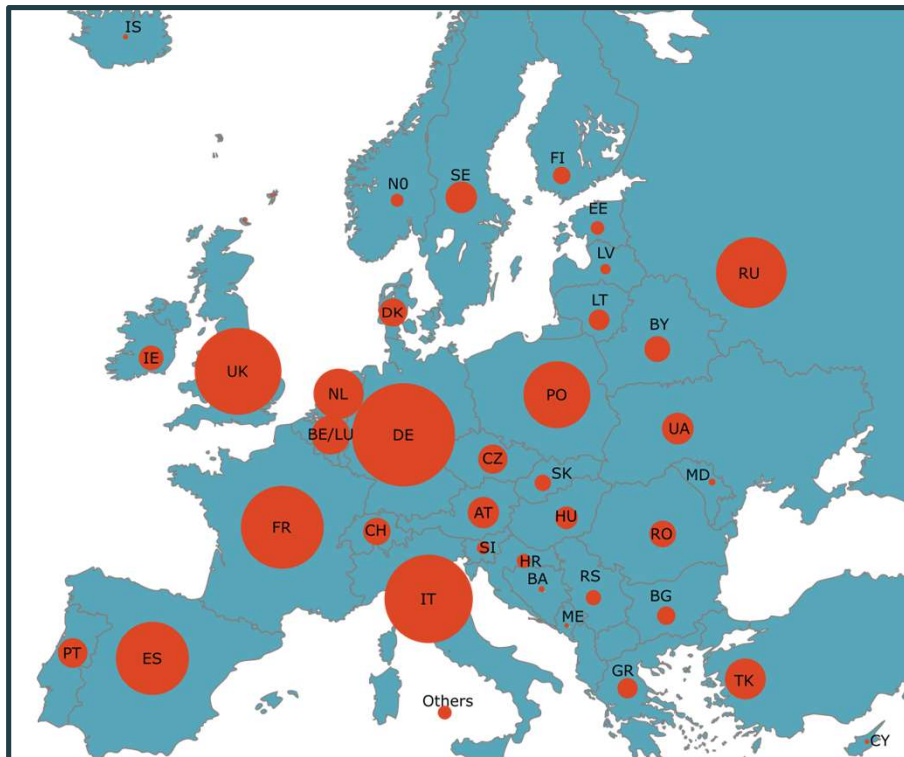 IS
FI
SE
N0
EE
LV
RU
LT
DK
BY
IE
UK
NL
PO
BE/LU
DE
UA
CZ
SK
MD
AT
HU
FR
CH
RO
SI
HR
BA
RS
IT
ME
BG
PT
ES
GR
TK
Others
CY